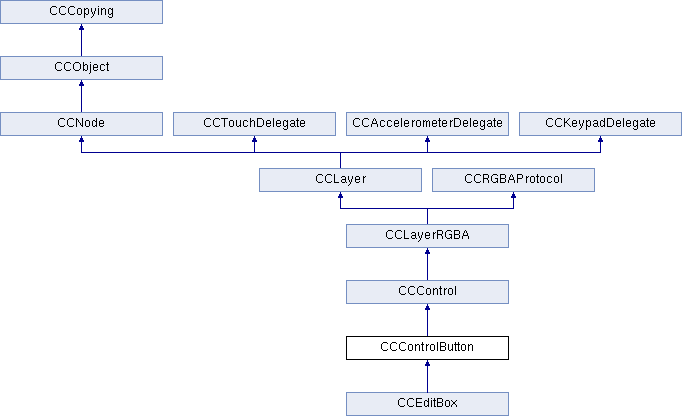 CCCopying
CCObject
CCNode
CCTouchDelegate
CCAccelerometerDelegate
CCKeypadDelegate
CCLayer
CCRGBAProtocol
CCLayerRGBA
CCControl
CCControlButton
CCEditBox